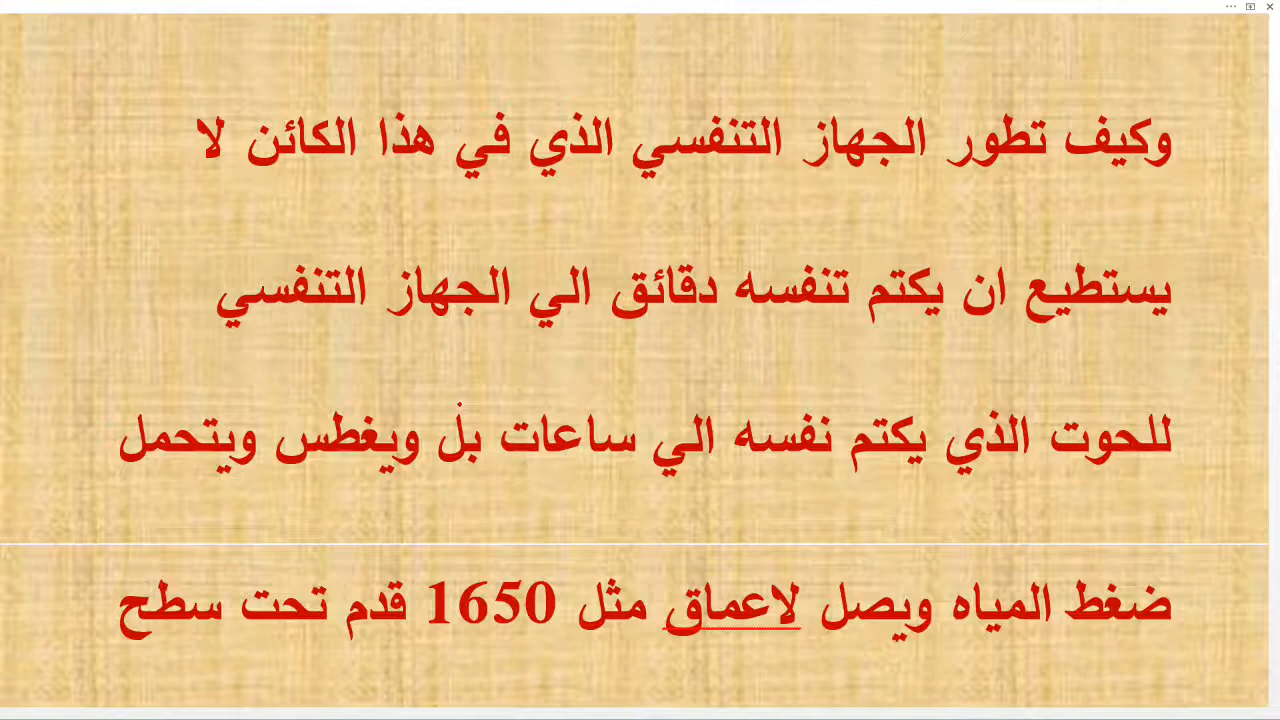 وكيف تطور الجهاز التنفسي الذي في هذا الكائن لا
يستطيع ان يكتم تنفسه دقائق الي الجهاز التنفسي
للحوت الذي يكتم نفسه الي ساعات بل ويغطس ويتحمل
ضغط المياه ويصل لاعماق مثل 1650 قدم تحت سطح